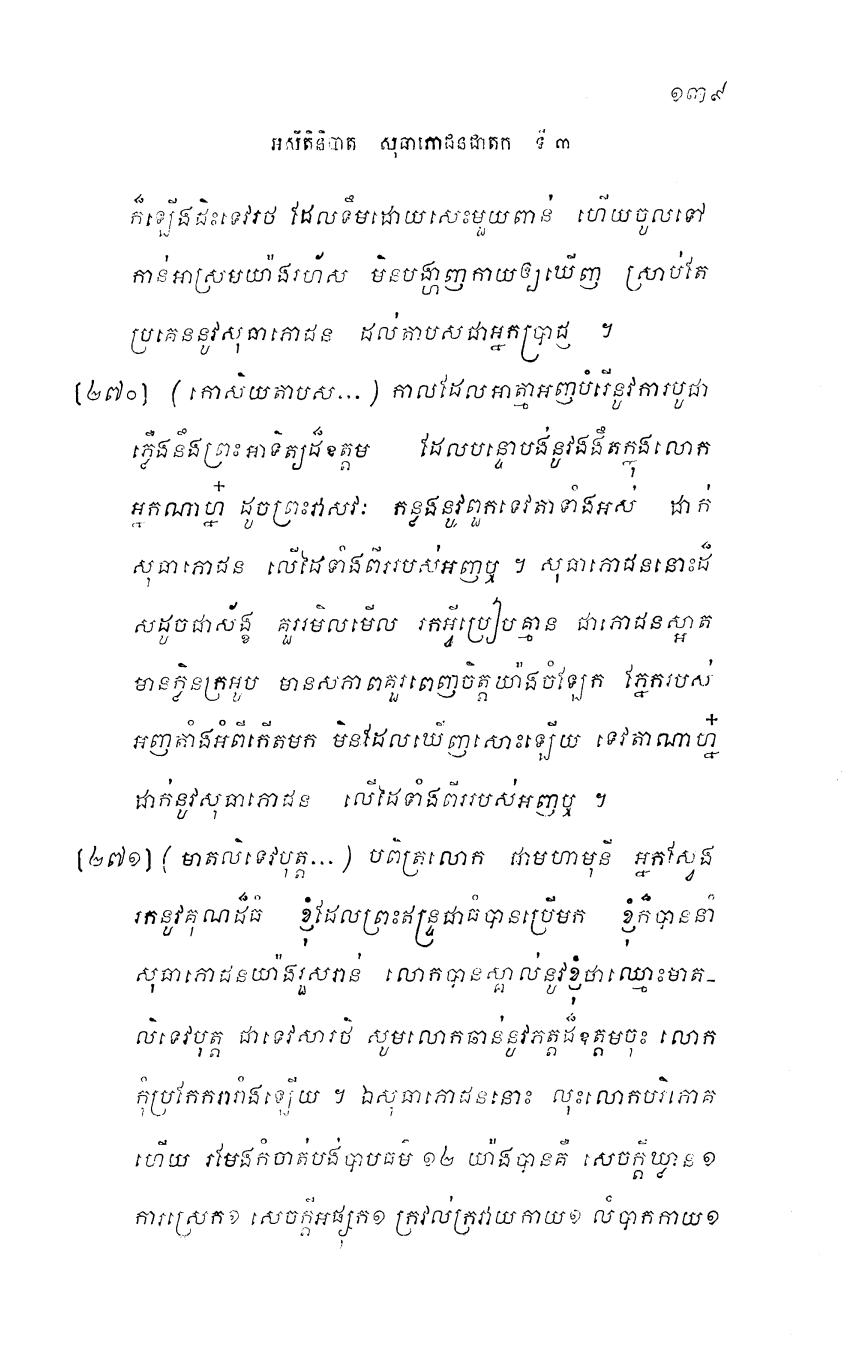 ១៣៩
អសីតិនិបាត សុធាភោជនជាតក ទី ៣
ក៏ឡើងជិះទេវរថ ដែលទឹមដោយសេះមួយពាន់ ហើយចូលទៅ
កាន់អាស្រមយ៉ាងរហ័ស មិនបង្ហាញកាយឲ្យឃើញ ស្រាប់តែ
ប្រគេននូវសុធាភោជន ដល់តាបសជាអ្នកប្រាជ្ញ ។
[២៧០] (កោសិយតាបស...) កាលដែលអាត្មាអញបំរើនូវការបូជា
ភ្លើងនឹងព្រះអាទិត្យដ៏ឧត្តម ដែលបន្ទោបង់នូវងងឹតក្នុងលោក
អ្នកណាហ្ន៎ ដូចព្រះវាសវៈ កន្លងនូវពួកទេវតាទាំងអស់ ដាក់
សុធាភោជន លើដៃទាំងពីររបស់អញឬ ។ សុធាភោជននោះដ៏
សដូចជាស័ង្ខ គួររមិលមើល រកអ្វីប្រៀបគ្មាន ជាភោជនស្អាត
មានក្លិនក្រអូប មានសភាពគួរពេញចិត្តយ៉ាងចំឡែក ភ្នែករបស់
អញតាំងអំពីកើតមក មិនដែលឃើញសោះឡើយ ទេវតាណាហ្ន៎
ដាក់នូវសុធាភោជន លើដៃទាំងពីររបស់អញឬ ។
[២៧១] (មាតលិទេវបុត្ត...) បពិត្រលោក ជាមហាមុនី អ្នកស្វែង
រកនូវគុណដ៏ធំ ខ្ញុំដែលព្រះឥន្ទ្រជាធំបានប្រើមក ខ្ញុំក៏បាននាំ
សុធាភោជនយ៉ាងរួសរាន់ លោកបានស្គាល់នូវខ្ញុំជាឈ្មោះមាត-
លិទេវបុត្ត ជាទេវសារថី សូមលោកធាន់នូវភត្តដ៏ឧត្តមចុះ លោក
កុំប្រកែករារាំងឡើយ ។ ឯសុធាភោជននោះ លុះលោកបរិភោគ
ហើយ រមែងកំចាត់បង់បាបធម៌ ១២ យ៉ាងបានគឺ សេចក្តីឃ្លាន ១
ការស្រេក១ សេចក្តីអផ្សុក១ ក្រវល់ក្រវាយកាយ១ លំបាកកាយ១